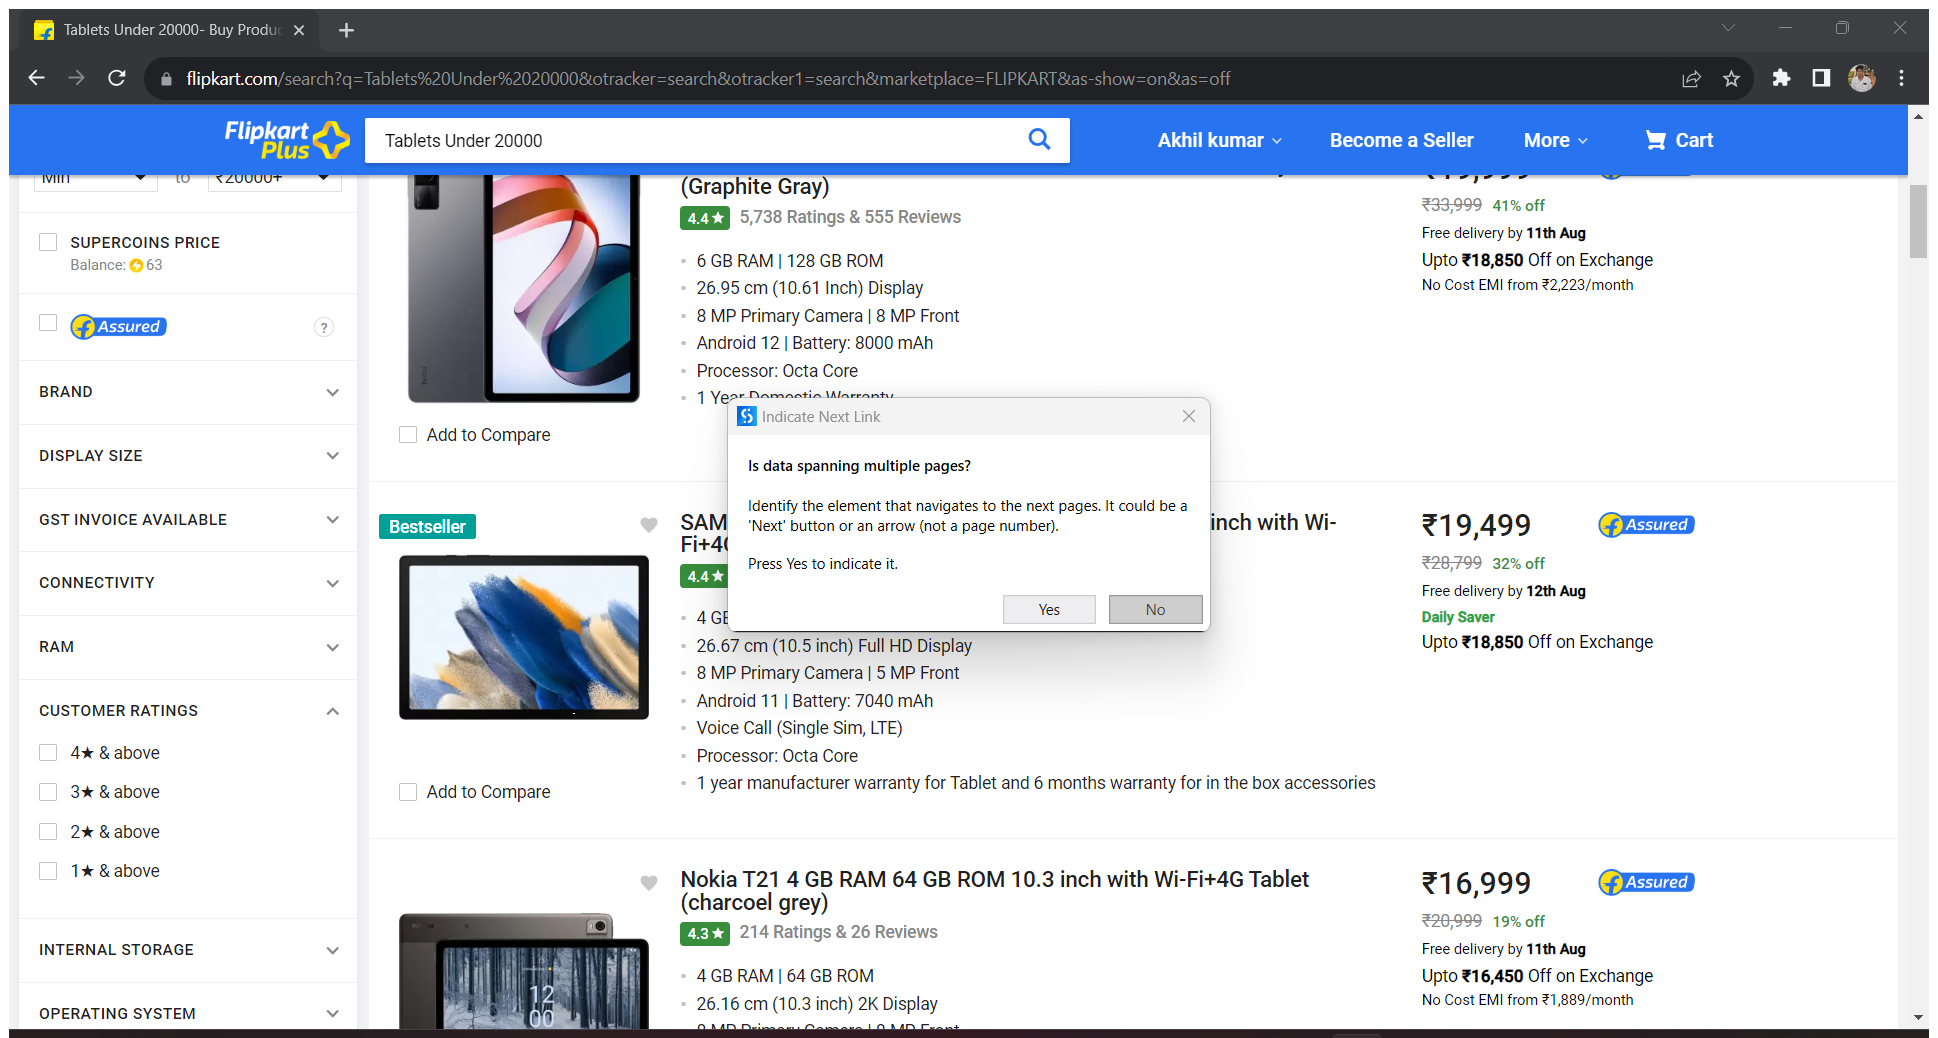 Tablets Under 20000- Buy Produc
flipkart.com/search?q=Tablets%20Under%2020000&otracker=search&otracker1=search&marketplace=FLIPKART&as-show=on&as=off
Flipkart
Plus
Tablets Under 20000
Akhil kumar
Become a Seller
More
Cart
Min
to
₹20000+
SUPERCOINS PRICE
Balance: 63
Assured
?
BRAND
DISPLAY SIZE
GST INVOICE AVAILABLE
CONNECTIVITY
RAM
CUSTOMER RATINGS
4★ & above
3★ & above
2★ & above
1★ & above
INTERNAL STORAGE
OPERATING SYSTEM
(Graphite Gray)
4.4★ 5,738 Ratings & 555 Reviews
6 GB RAM | 128 GB ROM
26.95 cm (10.61 Inch) Display
8 MP Primary Camera | 8 MP Front
Android 12 | Battery: 8000 mAh
Processor: Octa Core
1 Year Domestic Warranty
Add to Compare
₹19,999
₹33,999 41% off
Free delivery by 11th Aug
Upto ₹18,850 Off on Exchange
No Cost EMI from ₹2,223/month
Indicate Next Link
Is data spanning multiple pages?
Identify the element that navigates to the next pages. It could be a
'Next' button or an arrow (not a page number).
Press Yes to indicate it.
Yes
No
Bestseller
SAM
inch with Wi-
Fi+4G
4.4★
4 GB
26.67 cm (10.5 inch) Full HD Display
8 MP Primary Camera | 5 MP Front
Android 11 | Battery: 7040 mAh
Voice Call (Single Sim, LTE)
Processor: Octa Core
1 year manufacturer warranty for Tablet and 6 months warranty for in the box accessories
Add to Compare
₹19,499
Assured
₹28,799 32% off
Free delivery by 12th Aug
Daily Saver
Upto ₹18,850 Off on Exchange
Nokia T21 4 GB RAM 64 GB ROM 10.3 inch with Wi-Fi+4G Tablet
(charcoel grey)
4.3★ 214 Ratings & 26 Reviews
4 GB RAM | 64 GB ROM
26.16 cm (10.3 inch) 2K Display
8 MP Primary Camera | 8 MP Front
12
00
₹16,999
Assured
₹20,999 19% off
Free delivery by 11th Aug
Upto ₹16,450 Off on Exchange
No Cost EMI from ₹1,889/month